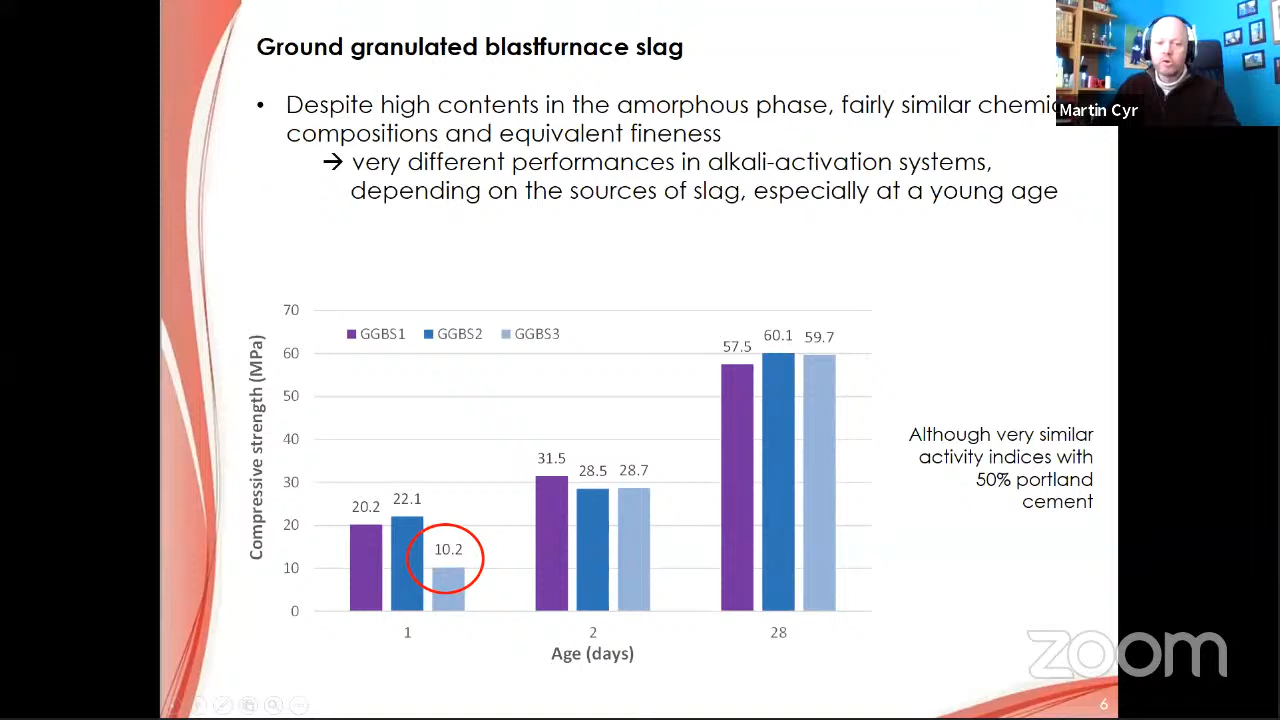 Ground granulated blastfurnace slag
Martin Cyr
• Despite high contents in the amorphous phase, fairly similar
compositions and equivalent fineness
→ very different performances in alkali-activation systems,
depending on the sources of slag, especially at a young age
Compressive strength (MPa)
70
60
50
40
30
20
10
0
GGBS1 GGBS2 GGBS3
20.2 22.1 10.2
31.5 28.5 28.7
57.5 60.1 59.7
1 2 28
Age (days)
Although very similar
activity indices with
50% portland
cement
zoom
6